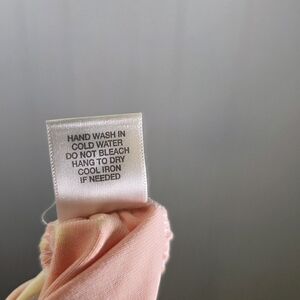 HAND WASH IN
COLD WATER
DO NOT BLEACH
HANG TO DRY
COOL IRON
IF NEEDED